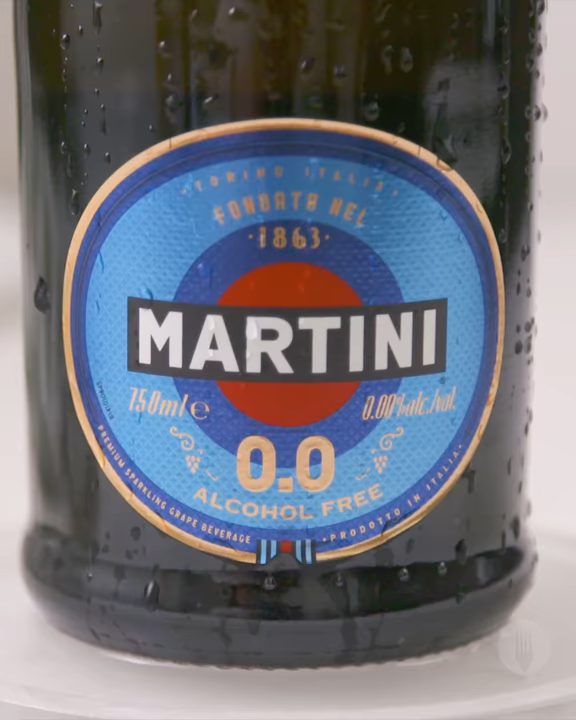 TORINO ITALIA
FONDATA NEL
·1863·
MARTINI
750ml e
0.00%alc./vol.
0.0
ALCOHOL FREE
PREMIUM SPARKLING GRAPE BEVERAGE
·PRODOTTO IN ITALIA·